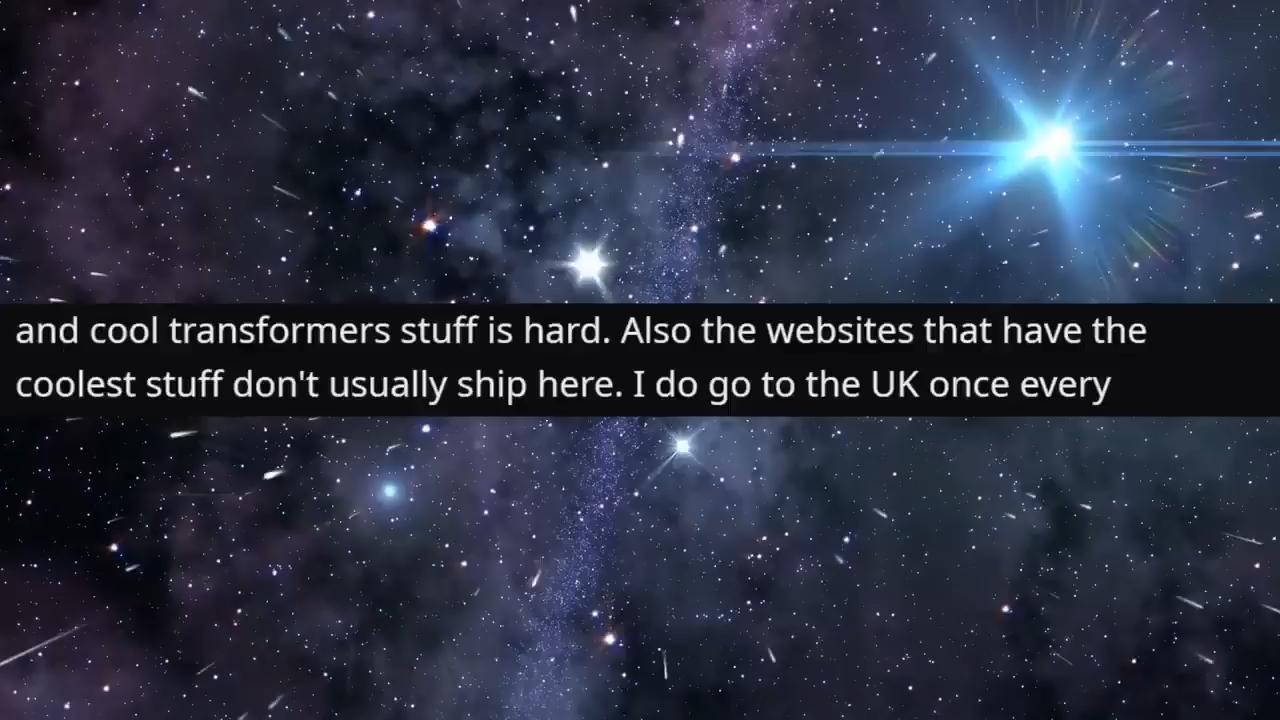 and cool transformers stuff is hard. Also the websites that have the
coolest stuff don't usually ship here. I do go to the UK once every